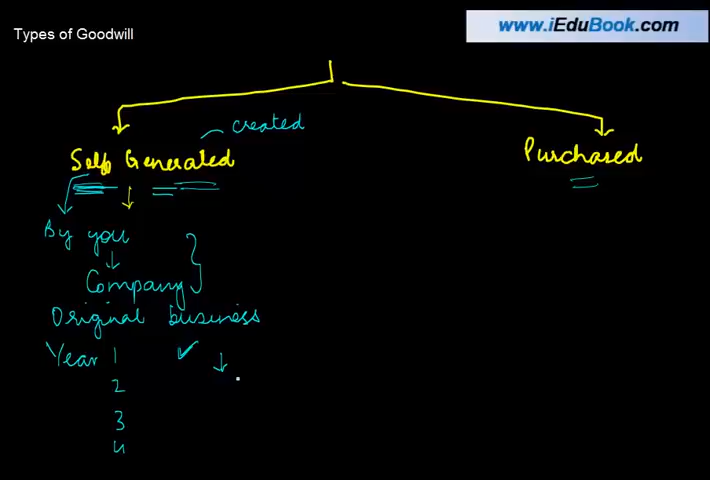 Types of Goodwill
www.iEduBook.com
created
Self Generated
Purchased
By you
Company
Original business
Year 1
2
3
4